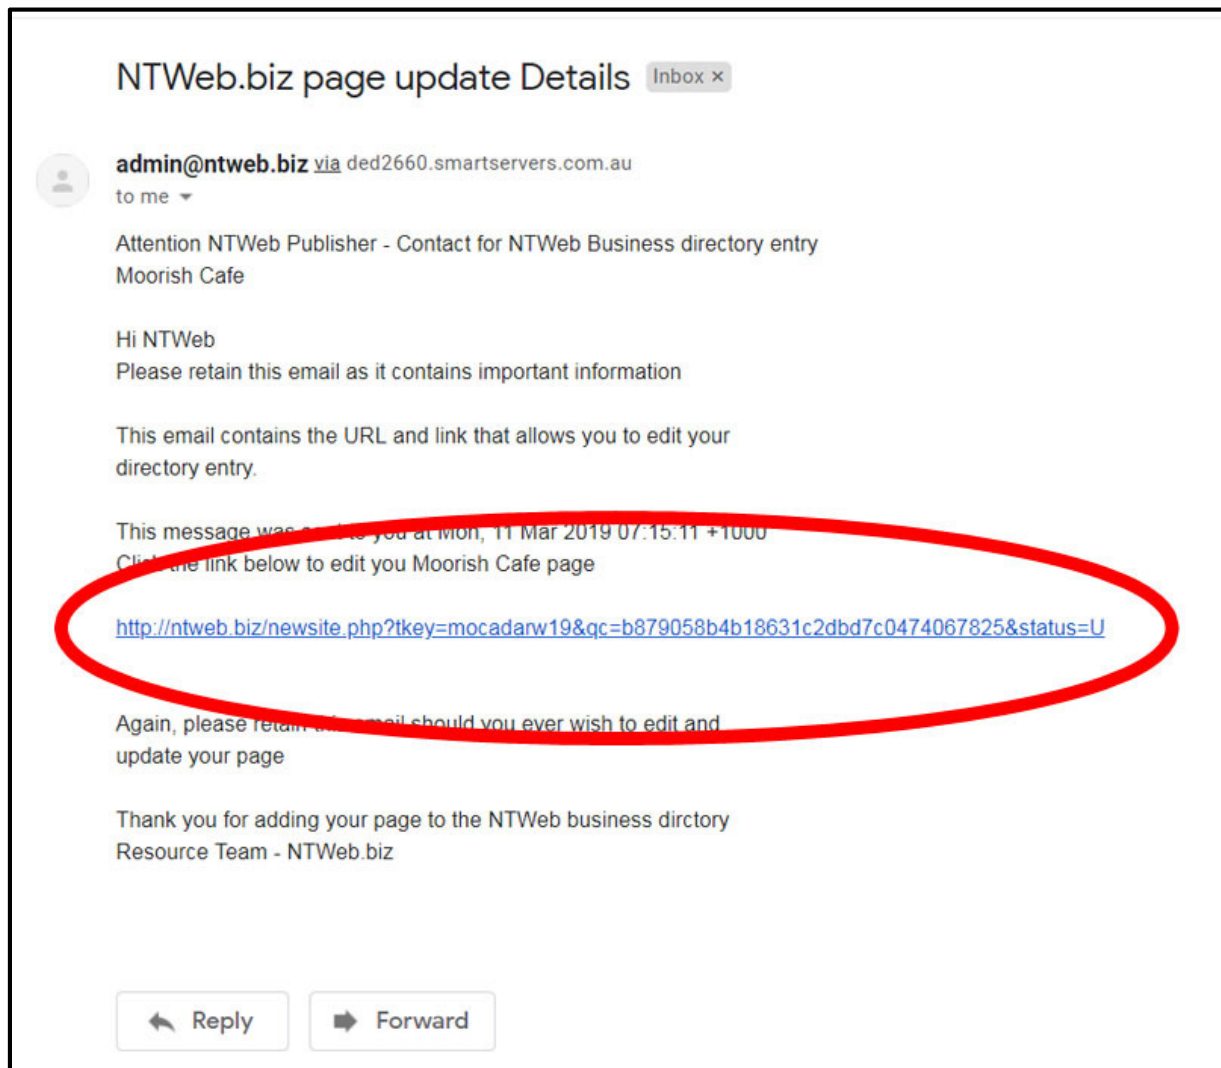 NTWeb.biz page update Details Inbox ×
admin@ntweb.biz via ded2660.smartservers.com.au
to me
Attention NTWeb Publisher - Contact for NTWeb Business directory entry
Moorish Cafe
Hi NTWeb
Please retain this email as it contains important information
This email contains the URL and link that allows you to edit your
directory entry.
This message was sent to you at Mon, 11 Mar 2019 07:15:11 +1000
Click the link below to edit you Moorish Cafe page
http://ntweb.biz/newsite.php?tkey=mocadarw19&qc=b879058b4b18631c2dbd7c0474067825&status=U
Again, please retain this email should you ever wish to edit and
update your page
Thank you for adding your page to the NTWeb business dirctory
Resource Team - NTWeb.biz
Reply Forward